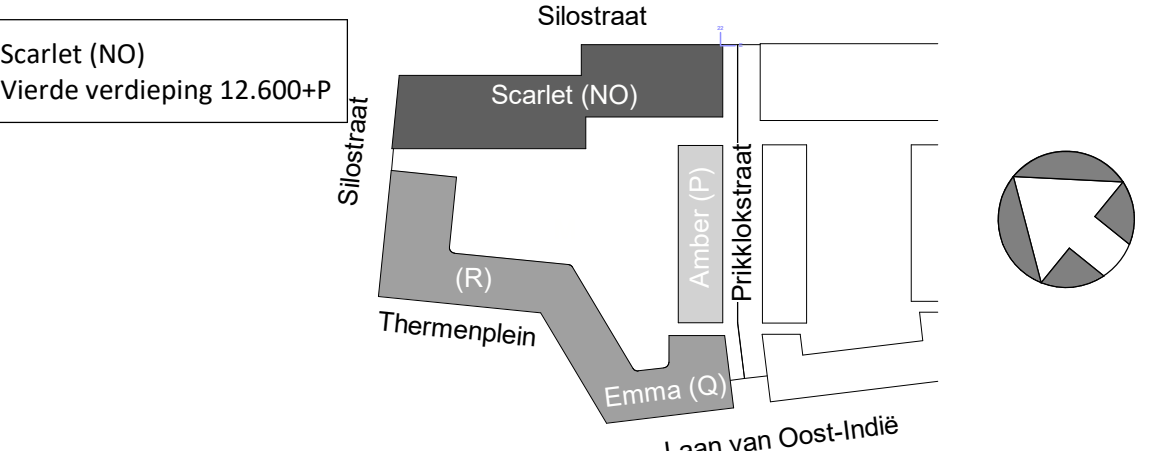 Silostraat
Scarlet (NO)
Vierde verdieping 12.600+P
Scarlet (NO)
Silostraat
Amber (P)
Prikklokstraat
(R)
Thermenplein
Emma (Q)
Laan van Oost-Indië